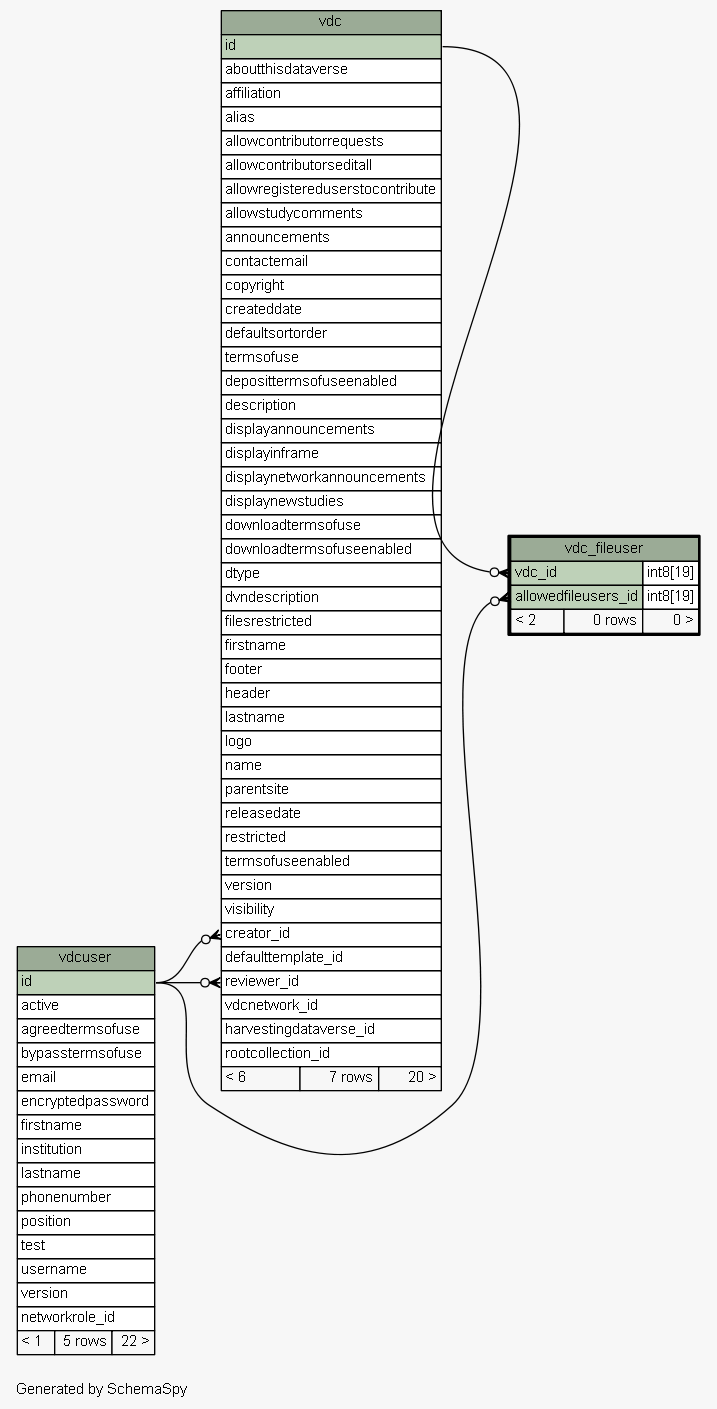 vdc
id
aboutthisdataverse
affiliation
alias
allowcontributorrequests
allowcontributorseditall
allowregistereduserstocontribute
allowstudycomments
announcements
contactemail
copyright
createddate
defaultsortorder
termsofuse
deposittermsofuseenabled
description
displayannouncements
displayinframe
displaynetworkannouncements
displaynewstudies
downloadtermsofuse
downloadtermsofuseenabled
dtype
dvndescription
filesrestricted
firstname
footer
header
lastname
logo
name
parentsite
releasedate
restricted
termsofuseenabled
version
visibility
creator_id
defaulttemplate_id
reviewer_id
vdcnetwork_id
harvestingdataverse_id
rootcollection_id
< 6 7 rows 20 >
vdc_fileuser
vdc_id int8[19]
allowedfileusers_id int8[19]
< 2 0 rows 0 >
vdcuser
id
active
agreedtermsofuse
bypasstermsofuse
email
encryptedpassword
firstname
institution
lastname
phonenumber
position
test
username
version
networkrole_id
< 1 5 rows 22 >
Generated by SchemaSpy